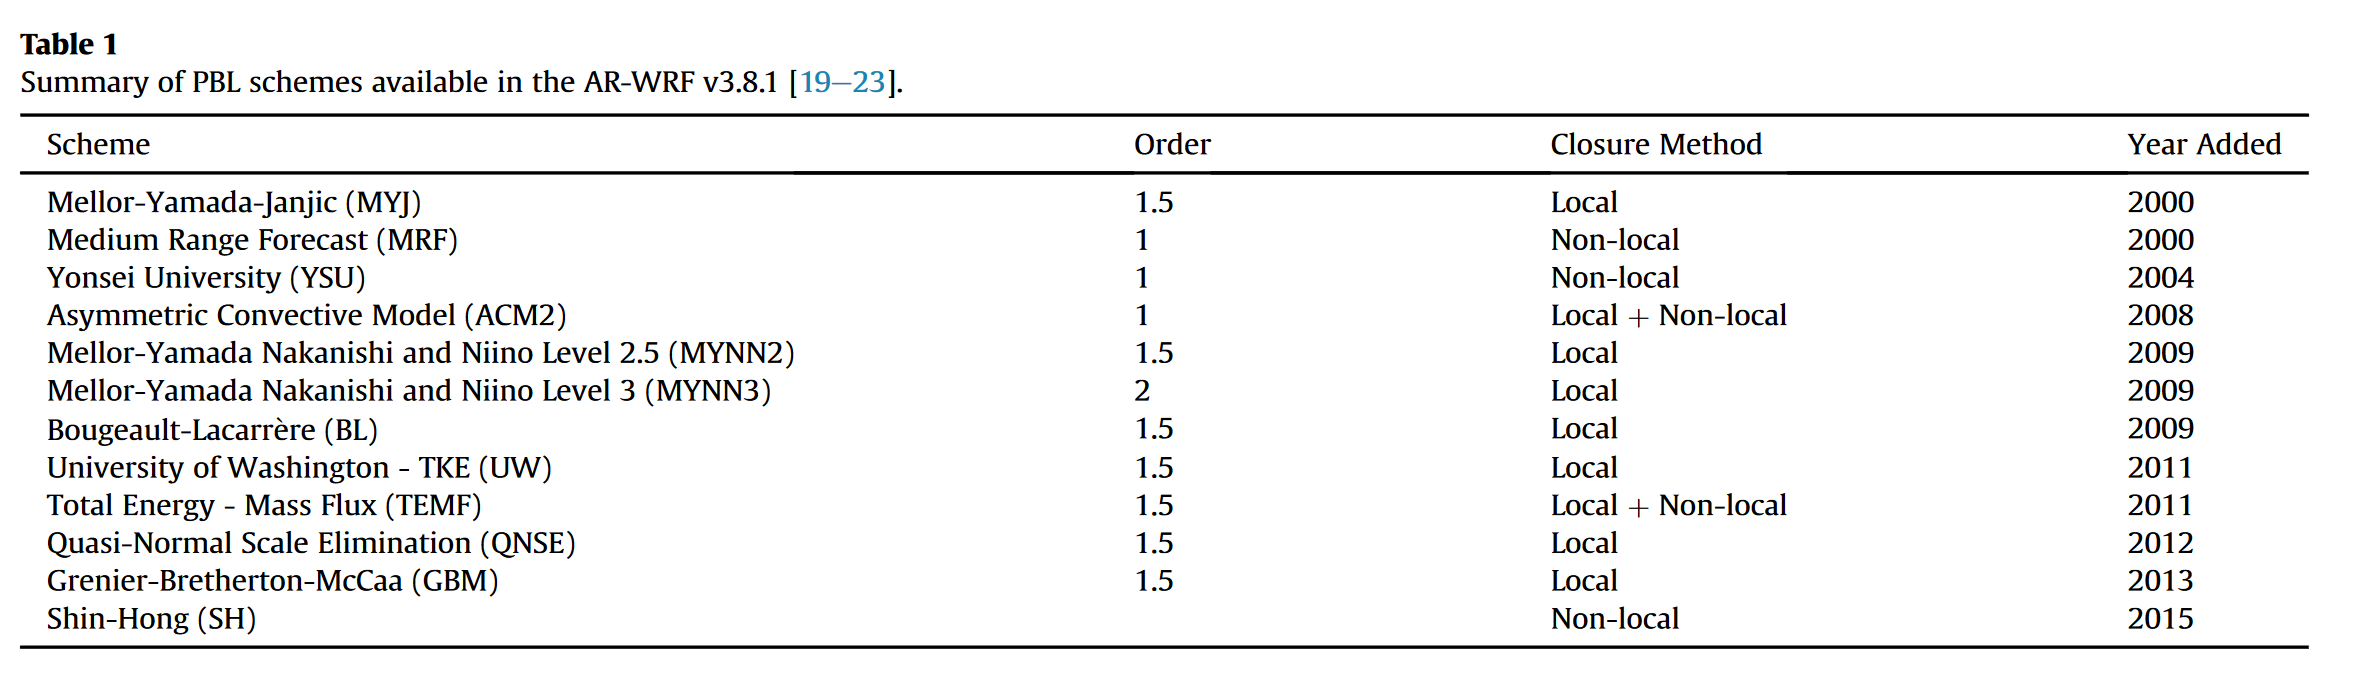 Table 1
Summary of PBL schemes available in the AR-WRF v3.8.1 [19–23].
Scheme Order Closure Method Year Added
Mellor-Yamada-Janjic (MYJ) 1.5 Local 2000
Medium Range Forecast (MRF) 1 Non-local 2000
Yonsei University (YSU) 1 Non-local 2004
Asymmetric Convective Model (ACM2) 1 Local + Non-local 2008
Mellor-Yamada Nakanishi and Niino Level 2.5 (MYNN2) 1.5 Local 2009
Mellor-Yamada Nakanishi and Niino Level 3 (MYNN3) 2 Local 2009
Bougeault-Lacarrère (BL) 1.5 Local 2009
University of Washington - TKE (UW) 1.5 Local 2011
Total Energy - Mass Flux (TEMF) 1.5 Local + Non-local 2011
Quasi-Normal Scale Elimination (QNSE) 1.5 Local 2012
Grenier-Bretherton-McCaa (GBM) 1.5 Local 2013
Shin-Hong (SH) Non-local 2015